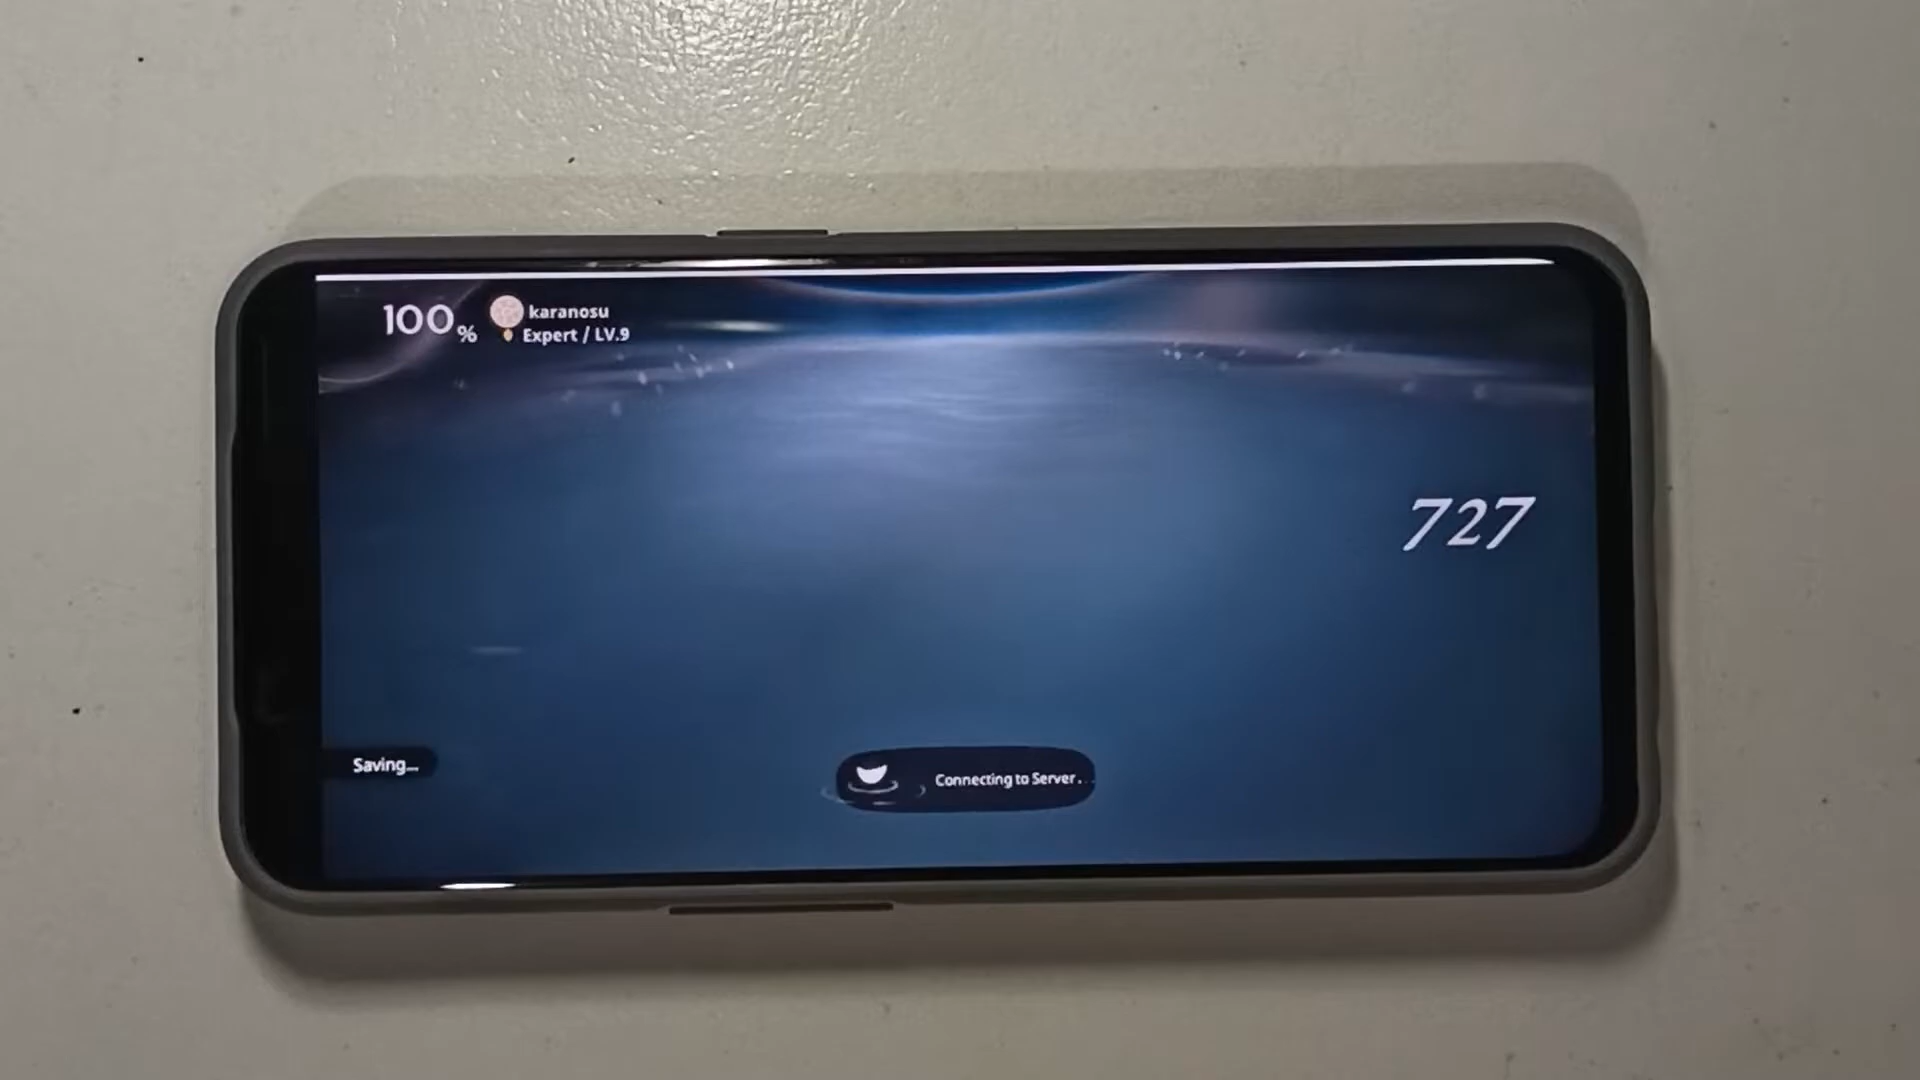 100%
karanosu
Expert / LV.9
727
Saving...
Connecting to Server . .